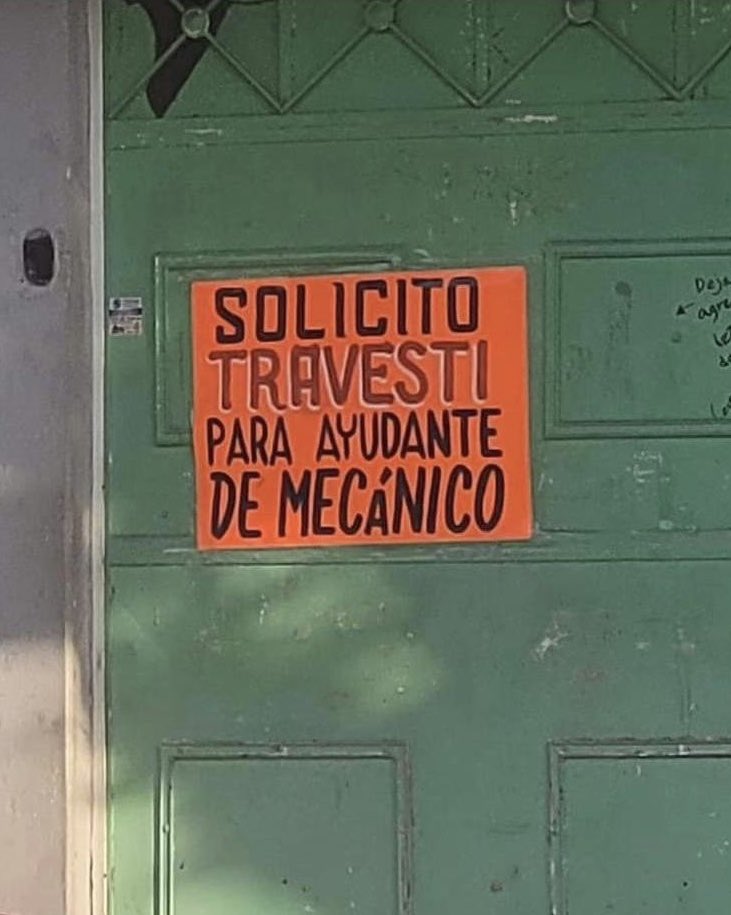 SOLICITO
TRAVESTI
PARA AYUDANTE
DE MECÁNICO